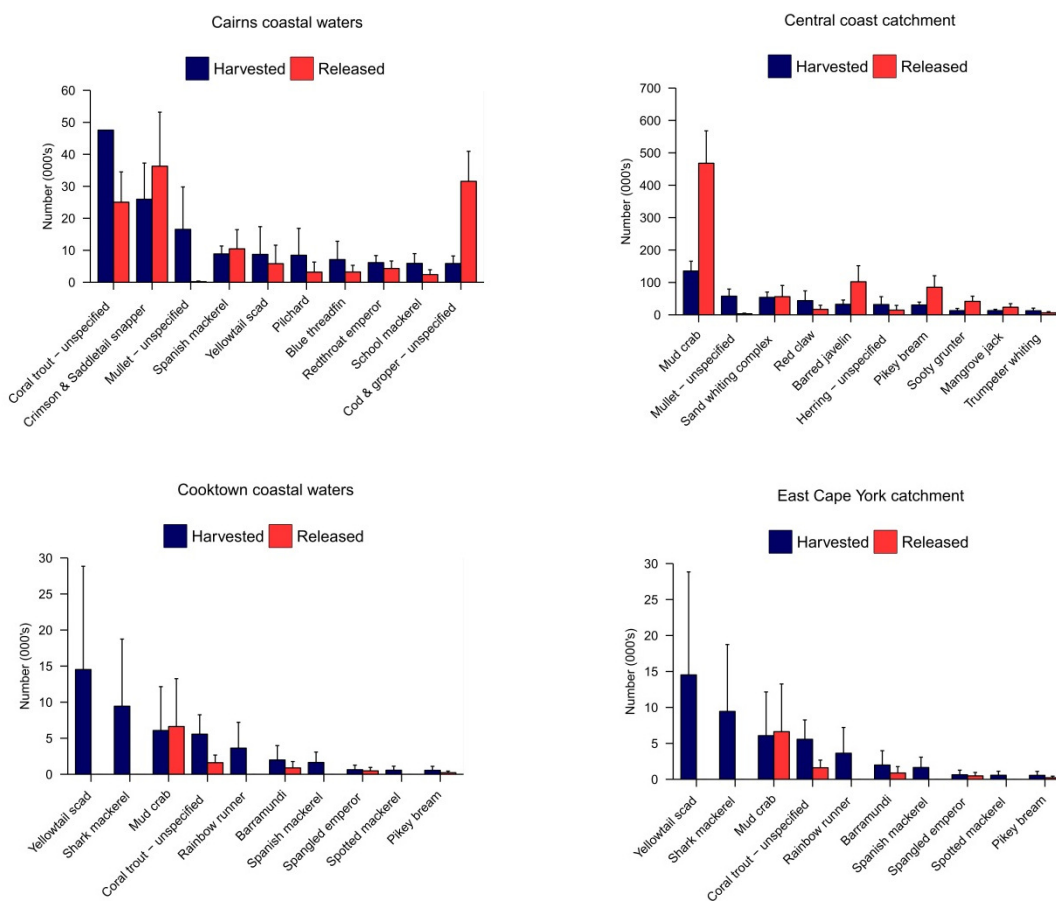 Cairns coastal waters
Harvested Released
Number (000's)
60
50
40
30
20
10
0
Coral trout − unspecified
Crimson & Saddletail snapper
Mullet − unspecified
Spanish mackerel
Yellowtail scad
Pilchard
Blue threadfin
Redthroat emperor
School mackerel
Cod & groper − unspecified
Central coast catchment
Harvested Released
Number (000's)
700
600
500
400
300
200
100
0
Mud crab
Mullet − unspecified
Sand whiting complex
Red claw
Barred javelin
Herring − unspecified
Pikey bream
Sooty grunter
Mangrove jack
Trumpeter whiting
Cooktown coastal waters
Harvested Released
Number (000's)
30
25
20
15
10
5
0
Yellowtail scad
Shark mackerel
Mud crab
Coral trout − unspecified
Rainbow runner
Barramundi
Spanish mackerel
Spangled emperor
Spotted mackerel
Pikey bream
East Cape York catchment
Harvested Released
Number (000's)
30
25
20
15
10
5
0
Yellowtail scad
Shark mackerel
Mud crab
Coral trout − unspecified
Rainbow runner
Barramundi
Spanish mackerel
Spangled emperor
Spotted mackerel
Pikey bream